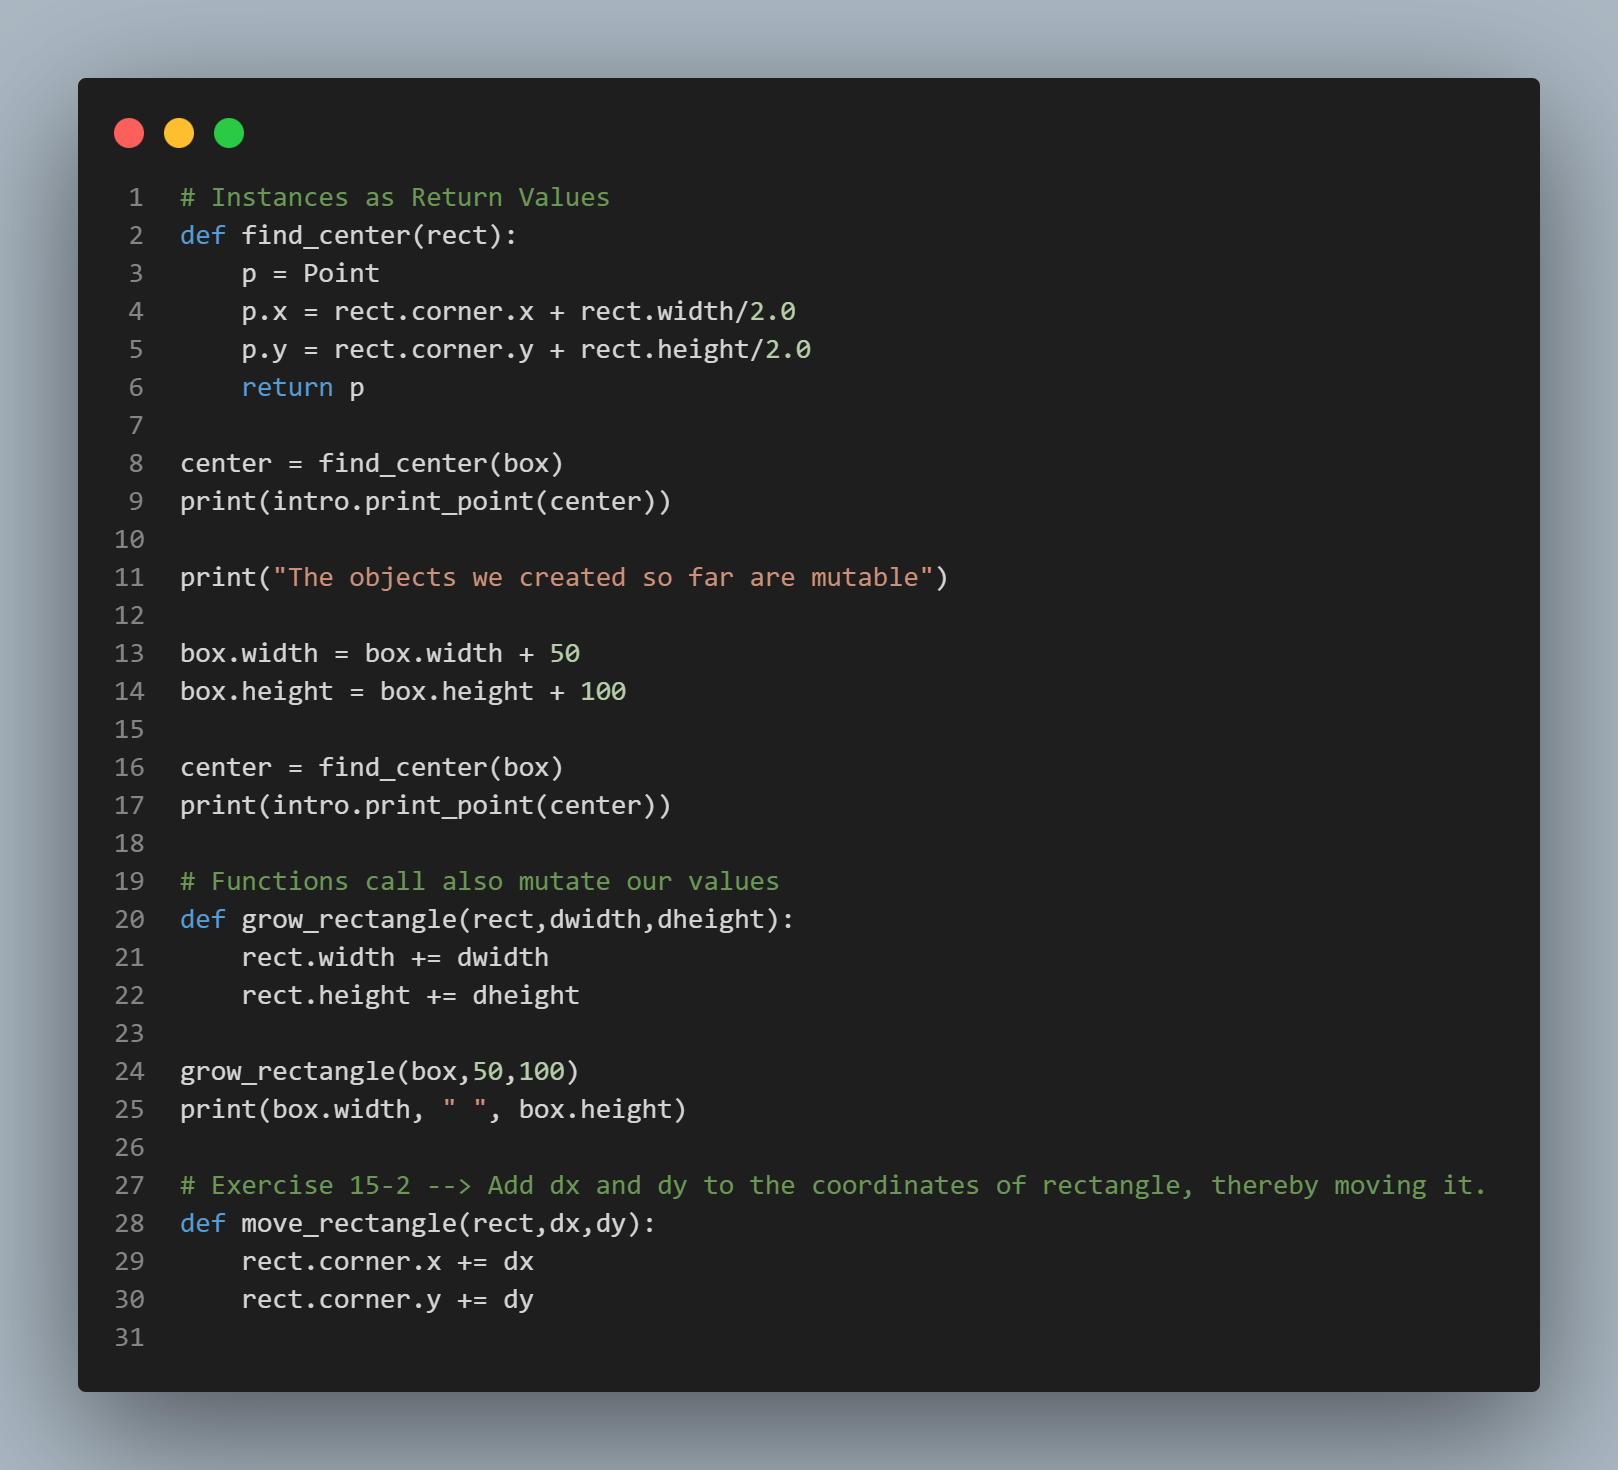 1 # Instances as Return Values
2 def find_center(rect):
3     p = Point
4     p.x = rect.corner.x + rect.width/2.0
5     p.y = rect.corner.y + rect.height/2.0
6     return p
7
8 center = find_center(box)
9 print(intro.print_point(center))
10
11 print("The objects we created so far are mutable")
12
13 box.width = box.width + 50
14 box.height = box.height + 100
15
16 center = find_center(box)
17 print(intro.print_point(center))
18
19 # Functions call also mutate our values
20 def grow_rectangle(rect,dwidth,dheight):
21     rect.width += dwidth
22     rect.height += dheight
23
24 grow_rectangle(box,50,100)
25 print(box.width, " ", box.height)
26
27 # Exercise 15-2 --> Add dx and dy to the coordinates of rectangle, thereby moving it.
28 def move_rectangle(rect,dx,dy):
29     rect.corner.x += dx
30     rect.corner.y += dy
31